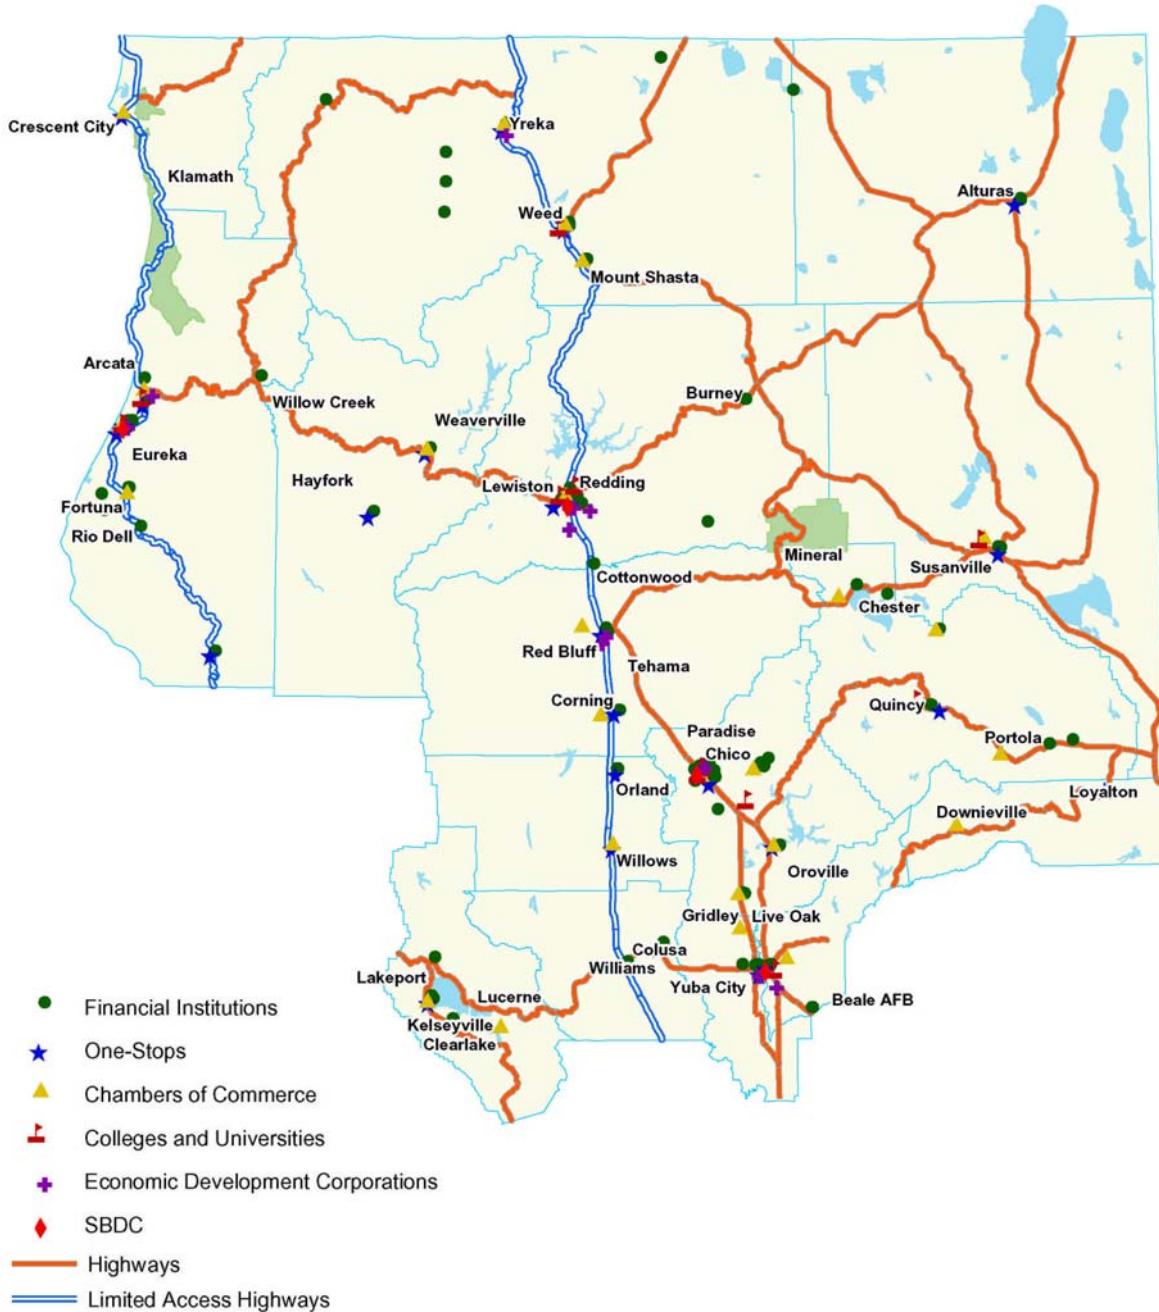 Crescent City
Yreka
Klamath
Alturas
Weed
Mount Shasta
Arcata
Burney
Willow Creek
Weaverville
Eureka
Hayfork
Lewiston
Redding
Fortuna
Rio Dell
Mineral
Susanville
Cottonwood
Chester
Red Bluff
Tehama
Corning
Quincy
Paradise
Portola
Chico
Orland
Loyalton
Downieville
Willows
Oroville
Gridley
Live Oak
Colusa
Williams
Lakeport
Yuba City
Lucerne
Beale AFB
Kelseyville
Clearlake
Financial Institutions
One-Stops
Chambers of Commerce
Colleges and Universities
Economic Development Corporations
SBDC
Highways
Limited Access Highways